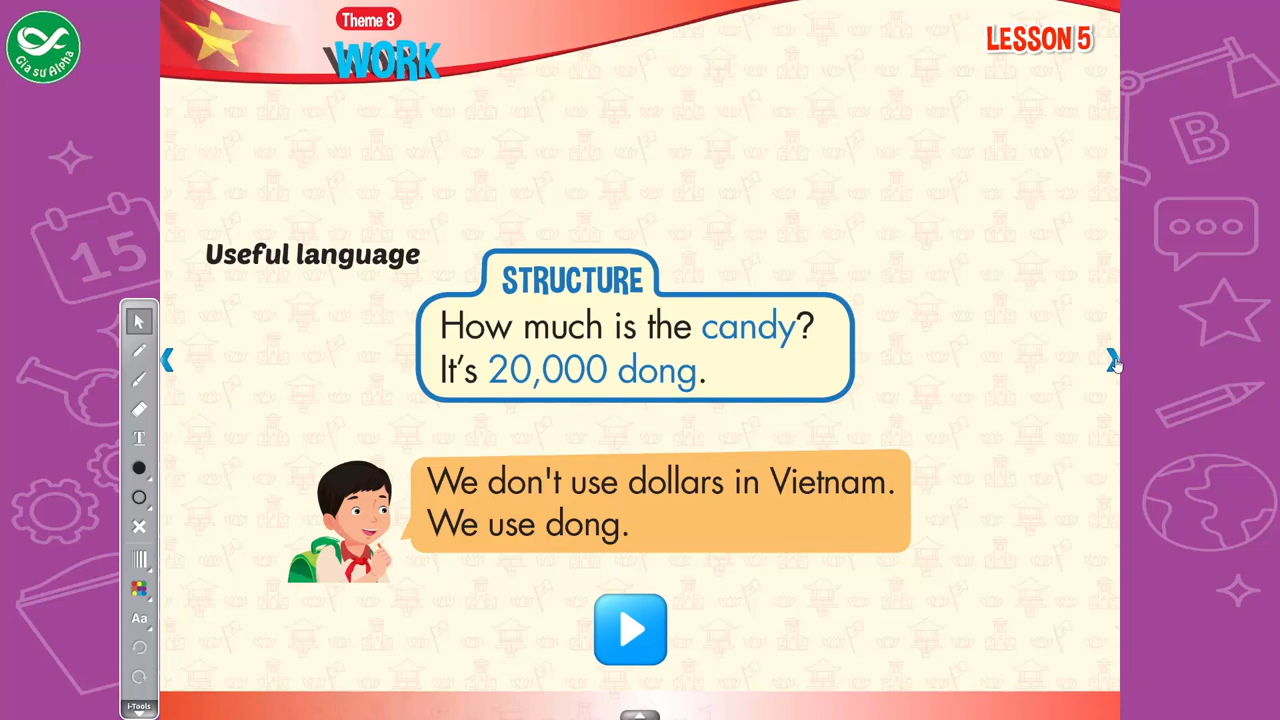 Gia sư Alpha
Theme 8
WORK
LESSON 5
15
B
Useful language
STRUCTURE
How much is the candy?
It's 20,000 dong.
We don't use dollars in Vietnam.
We use dong.
T
Aa
i-Tools